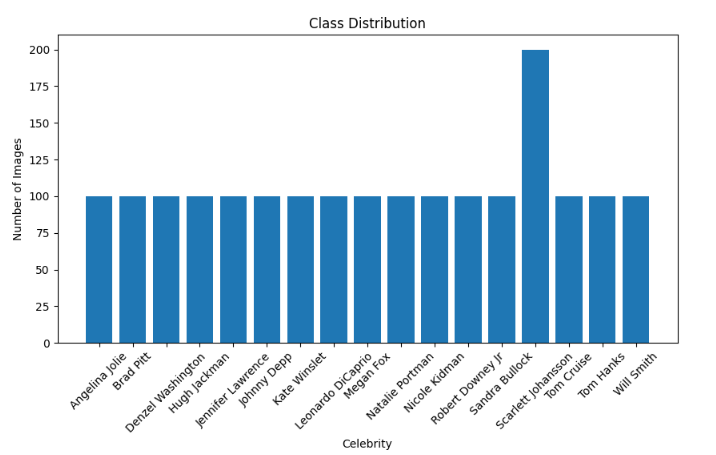 Class Distribution
Number of Images
200
175
150
125
100
75
50
25
0
Angelina Jolie
Brad Pitt
Denzel Washington
Hugh Jackman
Jennifer Lawrence
Johnny Depp
Kate Winslet
Leonardo DiCaprio
Megan Fox
Natalie Portman
Nicole Kidman
Robert Downey Jr
Sandra Bullock
Scarlett Johansson
Tom Cruise
Tom Hanks
Will Smith
Celebrity